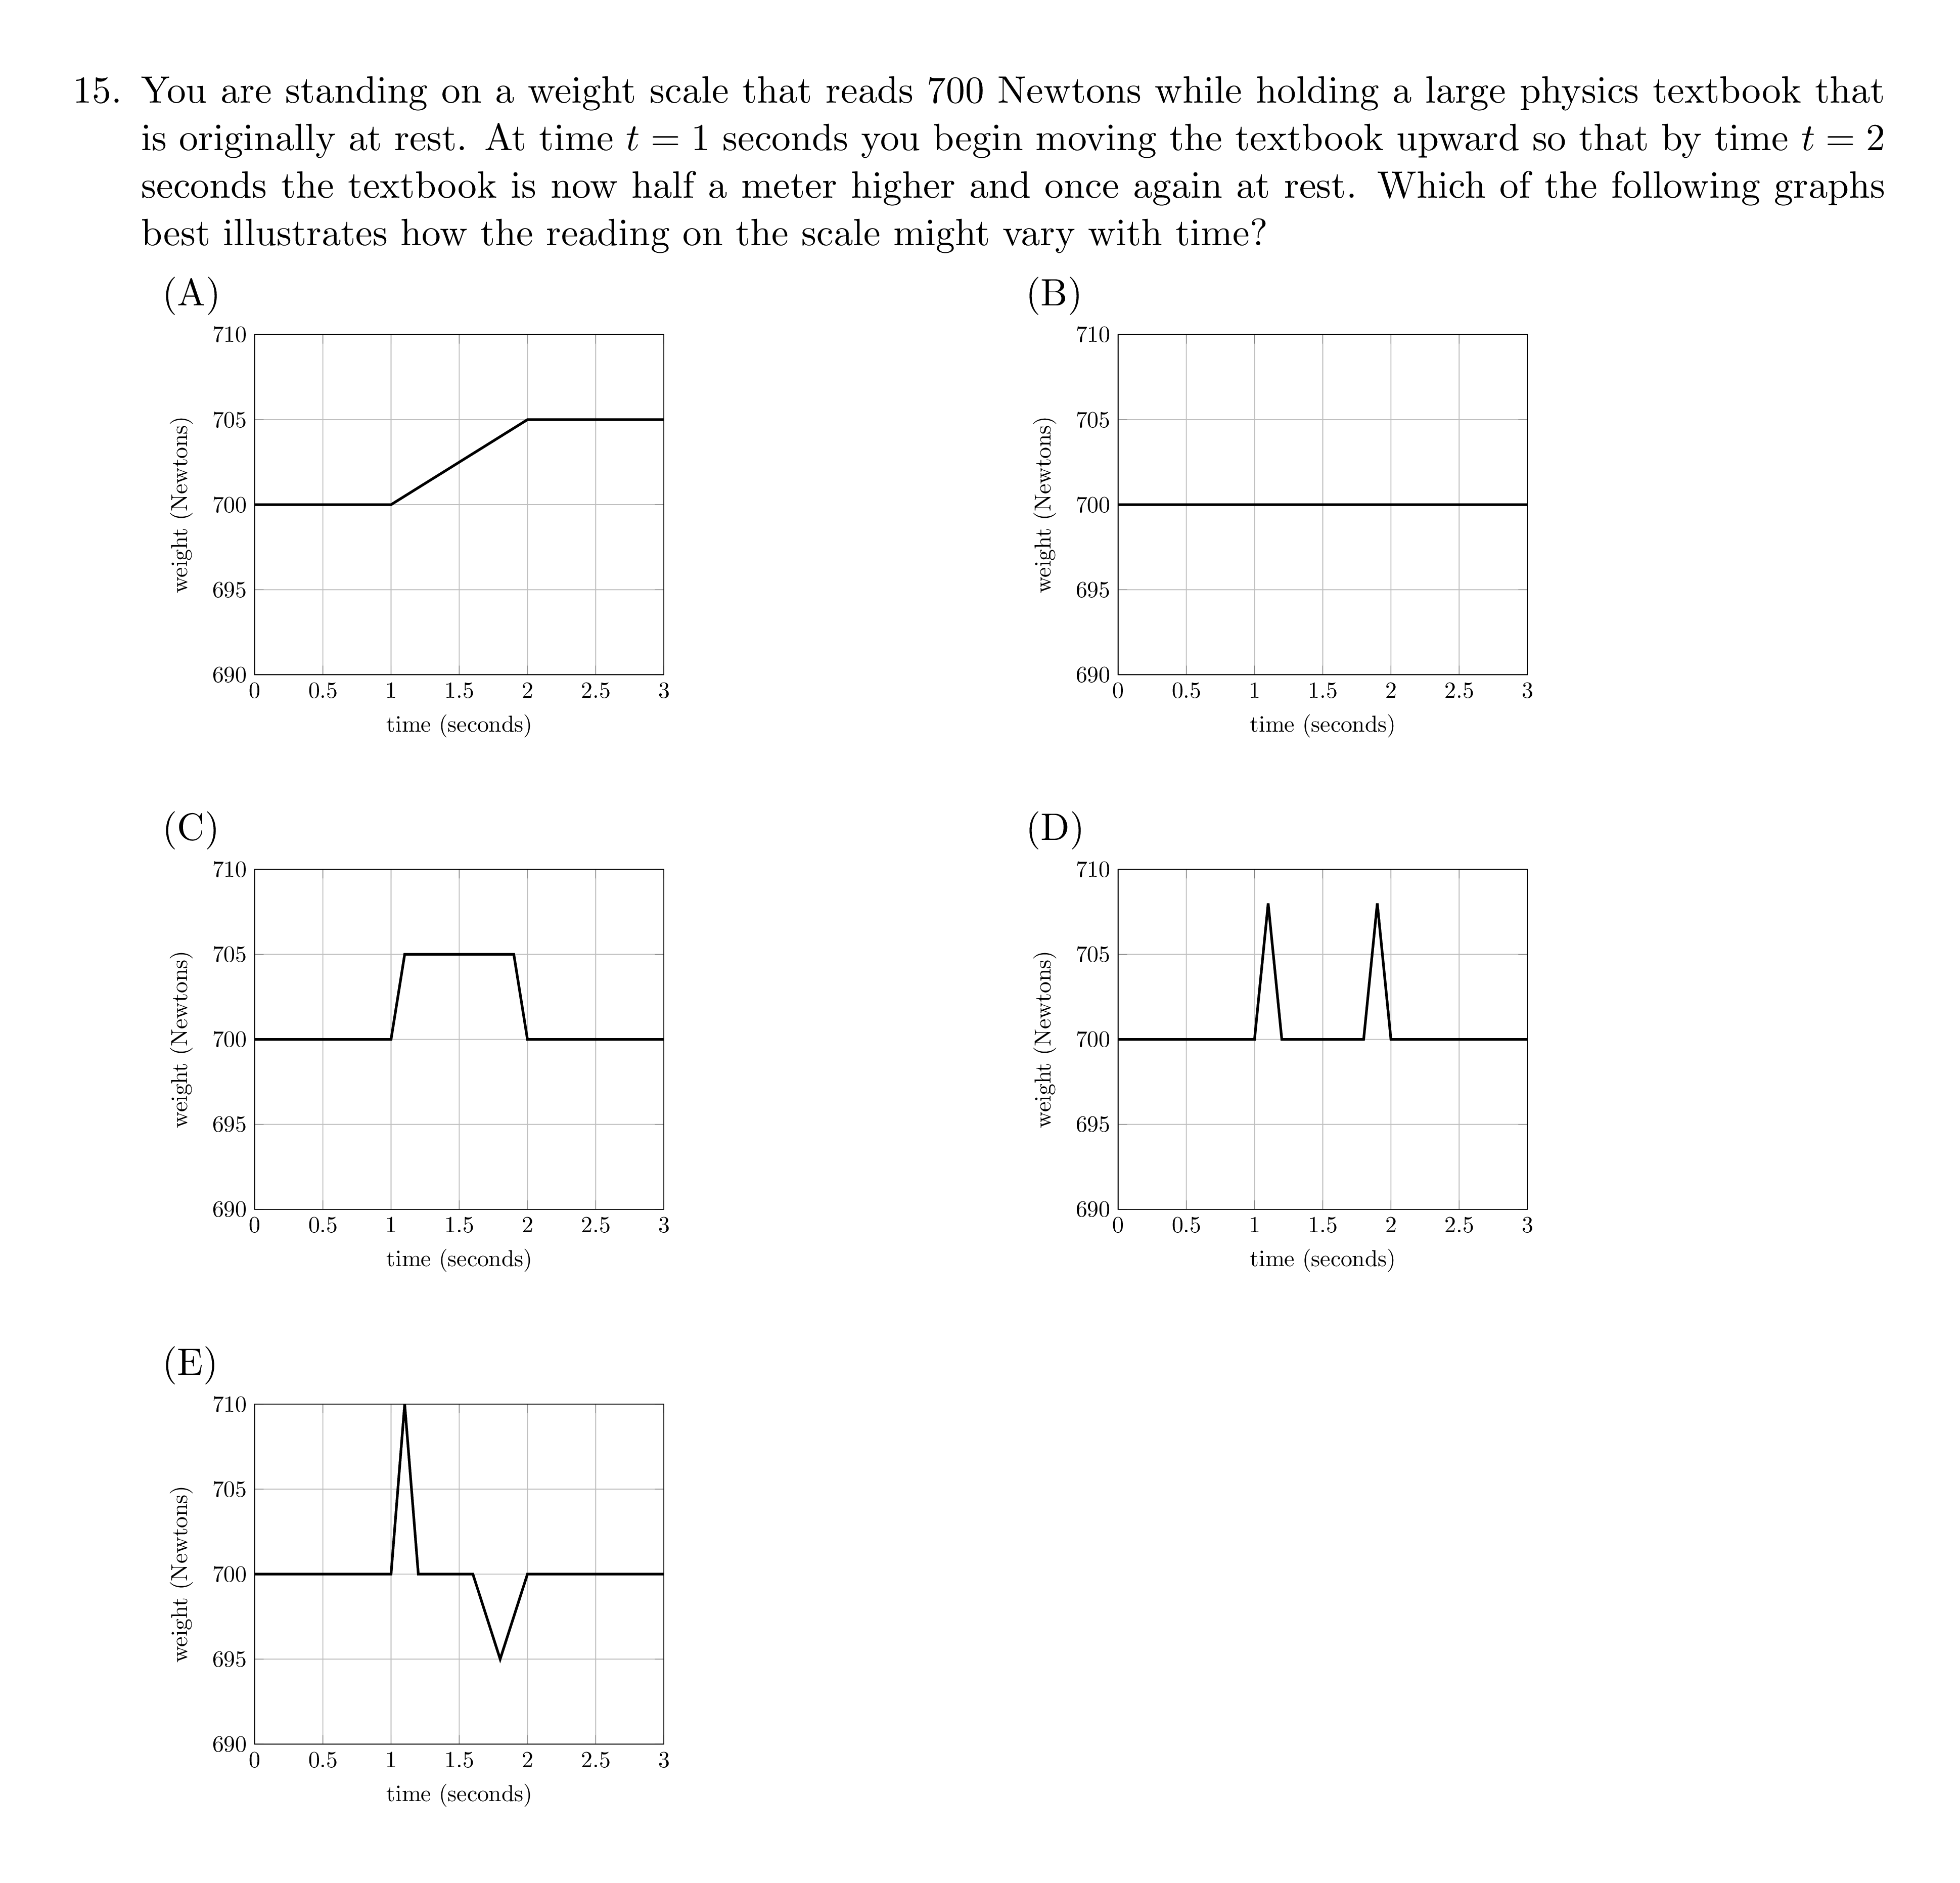 15. You are standing on a weight scale that reads 700 Newtons while holding a large physics textbook that
is originally at rest. At time t = 1 seconds you begin moving the textbook upward so that by time t = 2
seconds the textbook is now half a meter higher and once again at rest. Which of the following graphs
best illustrates how the reading on the scale might vary with time?
(A)
710
705
700
695
690
weight (Newtons)
0 0.5 1 1.5 2 2.5 3
time (seconds)
(B)
710
705
700
695
690
weight (Newtons)
0 0.5 1 1.5 2 2.5 3
time (seconds)
(C)
710
705
700
695
690
weight (Newtons)
0 0.5 1 1.5 2 2.5 3
time (seconds)
(D)
710
705
700
695
690
weight (Newtons)
0 0.5 1 1.5 2 2.5 3
time (seconds)
(E)
710
705
700
695
690
weight (Newtons)
0 0.5 1 1.5 2 2.5 3
time (seconds)